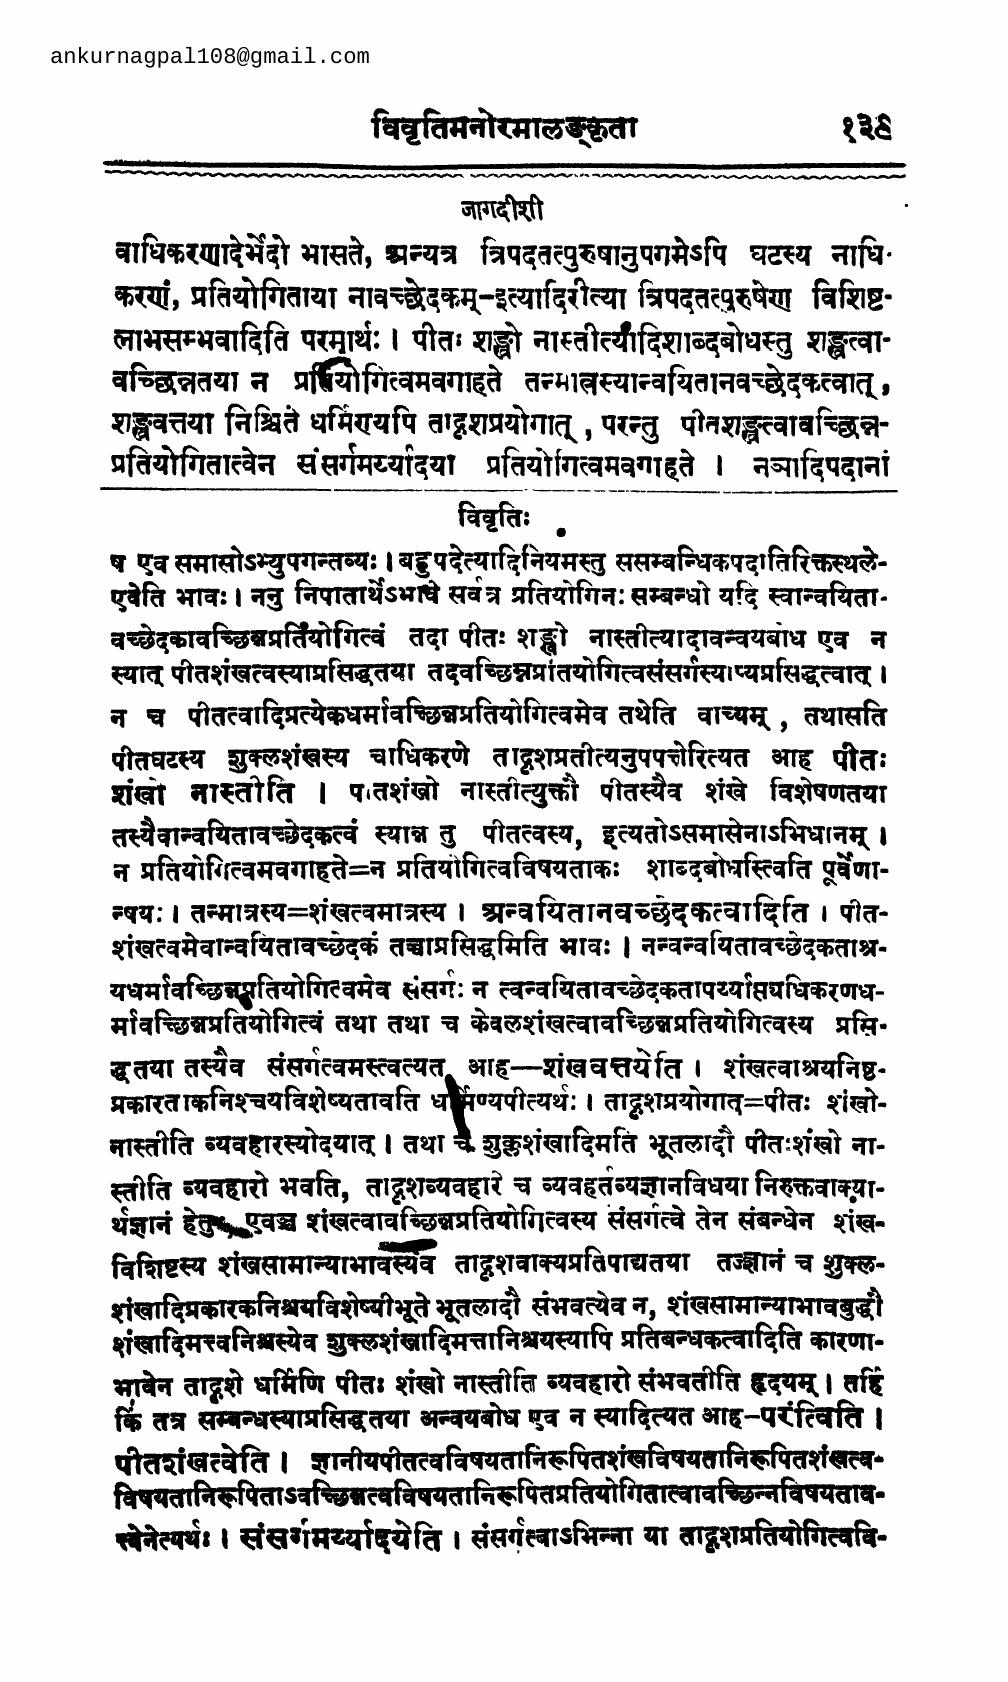 ankurnagpal108@gmail.com
विवृतिमनोरमालङ्कृता १३९
जागदीशी
वाधिकरणादेर्भेदो भासते, अन्यत्र त्रिपदतत्पुरुषानुपगमेऽपि घटस्य नाधि-
करणं, प्रतियोगिताया नावच्छेदकम्-इत्यादिरीत्या त्रिपदतत्पुरुषेण विशिष्ट-
लाभसम्भवादिति परमार्थः । पीतः शङ्खो नास्तीत्यादिशाब्दबोधस्तु शङ्खत्वा-
वच्छिन्नतया न प्रतियोगित्वमवगाहते तन्मात्रस्यान्वयितानवच्छेदकत्वात्,
शङ्खवत्तया निश्चिते धर्मिण्यपि तादृशप्रयोगात्, परन्तु पीतशङ्खत्वावच्छिन्न-
प्रतियोगितात्वेन संसर्गमर्य्यादया प्रतियोगित्वमवगाहते । नञादिपदानां
विवृतिः
ष एव समासोऽभ्युपगन्तव्यः । बहुपदेत्यादिनियमस्तु ससम्बन्धिकपदातिरिक्तस्थले-
एवेति भावः । ननु निपातार्थेऽभावे सर्वत्र प्रतियोगिनः सम्बन्धो यदि स्वान्वयिता-
वच्छेदकावच्छिन्नप्रतियोगित्वं तदा पीतः शङ्खो नास्तीत्यादावन्वयबोध एव न
स्यात् पीतशंखत्वस्याप्रसिद्धतया तदवच्छिन्नप्रतियोगित्वसंसर्गस्याप्यप्रसिद्धत्वात् ।
न च पीतत्वादिप्रत्येकधर्मावच्छिन्नप्रतियोगित्वमेव तथेति वाच्यम्, तथासति
पीतघटस्य शुक्लशंखस्य चाधिकरणे तादृशप्रतीत्यनुपपत्तेरित्यत आह पीतः
शंखो नास्तीति । पीतशंखो नास्तीत्युक्तौ पीतस्यैव शंखे विशेषणतया
तस्यैवान्वयितावच्छेदकत्वं स्यान्न तु पीतत्वस्य, इत्यतोऽसमासेनाऽभिधानम् ।
न प्रतियोगित्वमवगाहते=न प्रतियोगित्वविषयताकः शाब्दबोधस्त्विति पूर्वेणा-
न्वयः । तन्मात्रस्य=शंखत्वमात्रस्य । अन्वयितानवच्छेदकत्वादिति । पीत-
शंखत्वमेवान्वयितावच्छेदकं तच्चाप्रसिद्धमिति भावः । नन्वन्वयितावच्छेदकताश्र-
यधर्मावच्छिन्नप्रतियोगित्वमेव संसर्गः न त्वन्वयितावच्छेदकतापर्य्याप्त्यधिकरणध-
र्मावच्छिन्नप्रतियोगित्वं तथा तथा च केवलशंखत्वावच्छिन्नप्रतियोगित्वस्य प्रसि-
द्धतया तस्यैव संसर्गत्वमस्त्वत्यत आह—शंखवत्तयेति । शंखत्वाश्रयनिष्ठ-
प्रकारताकनिश्चयविशेष्यतावति धर्मिण्यपीत्यर्थः । तादृशप्रयोगात्=पीतः शंखो-
नास्तीति व्यवहारस्योदयात् । तथा च शुक्लशंखादिमति भूतलादौ पीतःशंखो ना-
स्तीति व्यवहारो भवति, तादृशव्यवहारे च व्यवहर्तव्यज्ञानविधया निरुक्तवाक्या-
र्थज्ञानं हेतुः एवञ्च शंखत्वावच्छिन्नप्रतियोगित्वस्य संसर्गत्वे तेन संबन्धेन शंख-
विशिष्टस्य शंखसामान्याभावस्यैव तादृशवाक्यप्रतिपाद्यतया तज्ज्ञानं च शुक्ल-
शंखादिप्रकारकनिश्चयविशेष्यीभूते भूतलादौ संभवत्येव न, शंखसामान्याभावबुद्धौ
शंखादिमत्त्वनिश्चस्येव शुक्लशंखादिमत्तानिश्चयस्यापि प्रतिबन्धकत्वादिति कारणा-
भावेन तादृशे धर्मिणि पीतः शंखो नास्तीति व्यवहारो संभवतीति हृदयम् । तर्हि
किं तत्र सम्बन्धस्याप्रसिद्धतया अन्वयबोध एव न स्यादित्यत आह-परंत्विति ।
पीतशंखत्वेति । ज्ञानीयपीतत्वविषयतानिरूपितशंखविषयतानिरूपितशंखत्व-
विषयतानिरूपिताऽवच्छिन्नत्वविषयतानिरूपितप्रतियोगितात्वावच्छिन्नविषयताव-
त्त्वेनेत्यर्थः । संसर्गमर्य्यादयेति । संसर्गत्वाऽभिन्ना या तादृशप्रतियोगित्ववि-